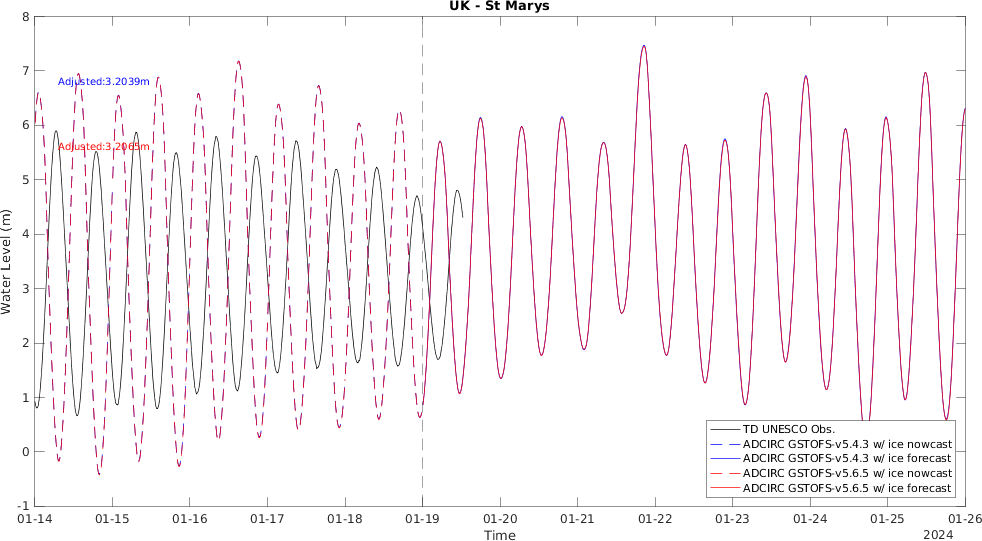 UK - St Marys
8
7
6
5
4
3
2
1
0
-1
Water Level (m)
Adjusted:3.2039m
Adjusted:3.2065m
TD UNESCO Obs.
ADCIRC GSTOFS-v5.4.3 w/ ice nowcast
ADCIRC GSTOFS-v5.4.3 w/ ice forecast
ADCIRC GSTOFS-v5.6.5 w/ ice nowcast
ADCIRC GSTOFS-v5.6.5 w/ ice forecast
01-14 01-15 01-16 01-17 01-18 01-19 01-20 01-21 01-22 01-23 01-24 01-25 01-26
Time
2024